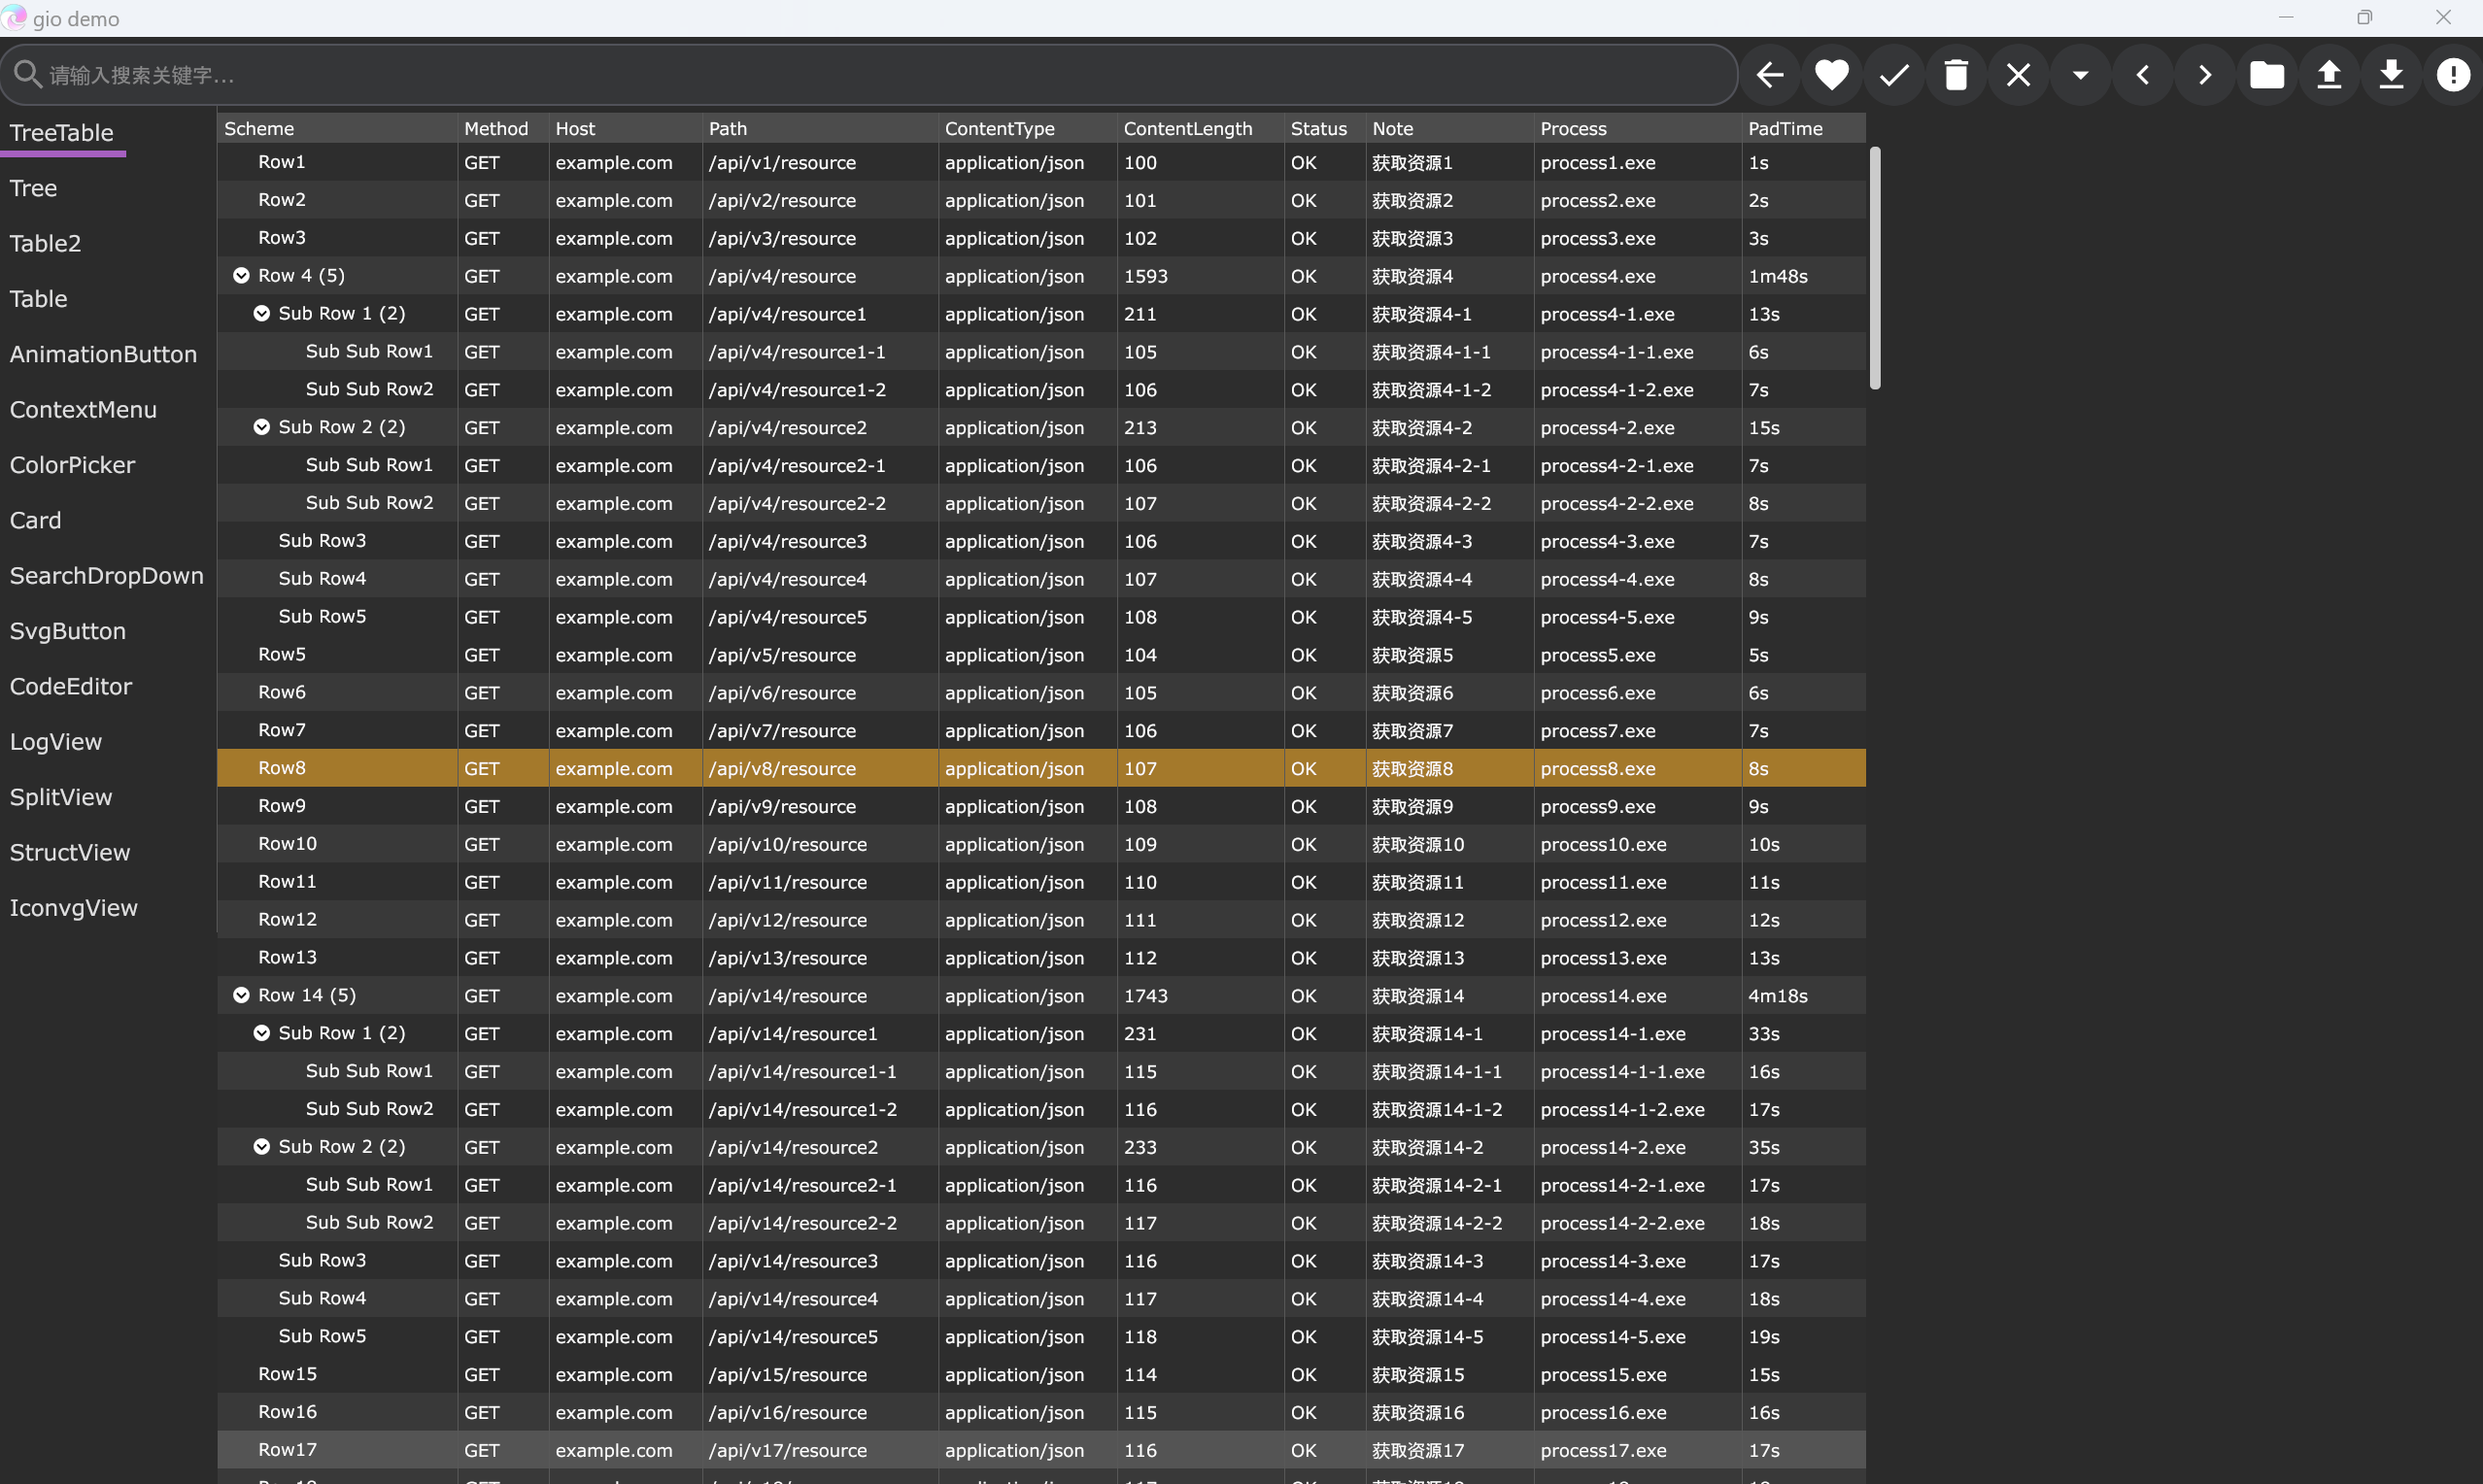 gio demo
请输入搜索关键字...
TreeTable
Tree
Table2
Table
AnimationButton
ContextMenu
ColorPicker
Card
SearchDropDown
SvgButton
CodeEditor
LogView
SplitView
StructView
IconvgView
Scheme Method Host Path ContentType ContentLength Status Note Process PadTime
Row1 GET example.com /api/v1/resource application/json 100 OK 获取资源1 process1.exe 1s
Row2 GET example.com /api/v2/resource application/json 101 OK 获取资源2 process2.exe 2s
Row3 GET example.com /api/v3/resource application/json 102 OK 获取资源3 process3.exe 3s
Row 4 (5) GET example.com /api/v4/resource application/json 1593 OK 获取资源4 process4.exe 1m48s
Sub Row 1 (2) GET example.com /api/v4/resource1 application/json 211 OK 获取资源4-1 process4-1.exe 13s
Sub Sub Row1 GET example.com /api/v4/resource1-1 application/json 105 OK 获取资源4-1-1 process4-1-1.exe 6s
Sub Sub Row2 GET example.com /api/v4/resource1-2 application/json 106 OK 获取资源4-1-2 process4-1-2.exe 7s
Sub Row 2 (2) GET example.com /api/v4/resource2 application/json 213 OK 获取资源4-2 process4-2.exe 15s
Sub Sub Row1 GET example.com /api/v4/resource2-1 application/json 106 OK 获取资源4-2-1 process4-2-1.exe 7s
Sub Sub Row2 GET example.com /api/v4/resource2-2 application/json 107 OK 获取资源4-2-2 process4-2-2.exe 8s
Sub Row3 GET example.com /api/v4/resource3 application/json 106 OK 获取资源4-3 process4-3.exe 7s
Sub Row4 GET example.com /api/v4/resource4 application/json 107 OK 获取资源4-4 process4-4.exe 8s
Sub Row5 GET example.com /api/v4/resource5 application/json 108 OK 获取资源4-5 process4-5.exe 9s
Row5 GET example.com /api/v5/resource application/json 104 OK 获取资源5 process5.exe 5s
Row6 GET example.com /api/v6/resource application/json 105 OK 获取资源6 process6.exe 6s
Row7 GET example.com /api/v7/resource application/json 106 OK 获取资源7 process7.exe 7s
Row8 GET example.com /api/v8/resource application/json 107 OK 获取资源8 process8.exe 8s
Row9 GET example.com /api/v9/resource application/json 108 OK 获取资源9 process9.exe 9s
Row10 GET example.com /api/v10/resource application/json 109 OK 获取资源10 process10.exe 10s
Row11 GET example.com /api/v11/resource application/json 110 OK 获取资源11 process11.exe 11s
Row12 GET example.com /api/v12/resource application/json 111 OK 获取资源12 process12.exe 12s
Row13 GET example.com /api/v13/resource application/json 112 OK 获取资源13 process13.exe 13s
Row 14 (5) GET example.com /api/v14/resource application/json 1743 OK 获取资源14 process14.exe 4m18s
Sub Row 1 (2) GET example.com /api/v14/resource1 application/json 231 OK 获取资源14-1 process14-1.exe 33s
Sub Sub Row1 GET example.com /api/v14/resource1-1 application/json 115 OK 获取资源14-1-1 process14-1-1.exe 16s
Sub Sub Row2 GET example.com /api/v14/resource1-2 application/json 116 OK 获取资源14-1-2 process14-1-2.exe 17s
Sub Row 2 (2) GET example.com /api/v14/resource2 application/json 233 OK 获取资源14-2 process14-2.exe 35s
Sub Sub Row1 GET example.com /api/v14/resource2-1 application/json 116 OK 获取资源14-2-1 process14-2-1.exe 17s
Sub Sub Row2 GET example.com /api/v14/resource2-2 application/json 117 OK 获取资源14-2-2 process14-2-2.exe 18s
Sub Row3 GET example.com /api/v14/resource3 application/json 116 OK 获取资源14-3 process14-3.exe 17s
Sub Row4 GET example.com /api/v14/resource4 application/json 117 OK 获取资源14-4 process14-4.exe 18s
Sub Row5 GET example.com /api/v14/resource5 application/json 118 OK 获取资源14-5 process14-5.exe 19s
Row15 GET example.com /api/v15/resource application/json 114 OK 获取资源15 process15.exe 15s
Row16 GET example.com /api/v16/resource application/json 115 OK 获取资源16 process16.exe 16s
Row17 GET example.com /api/v17/resource application/json 116 OK 获取资源17 process17.exe 17s